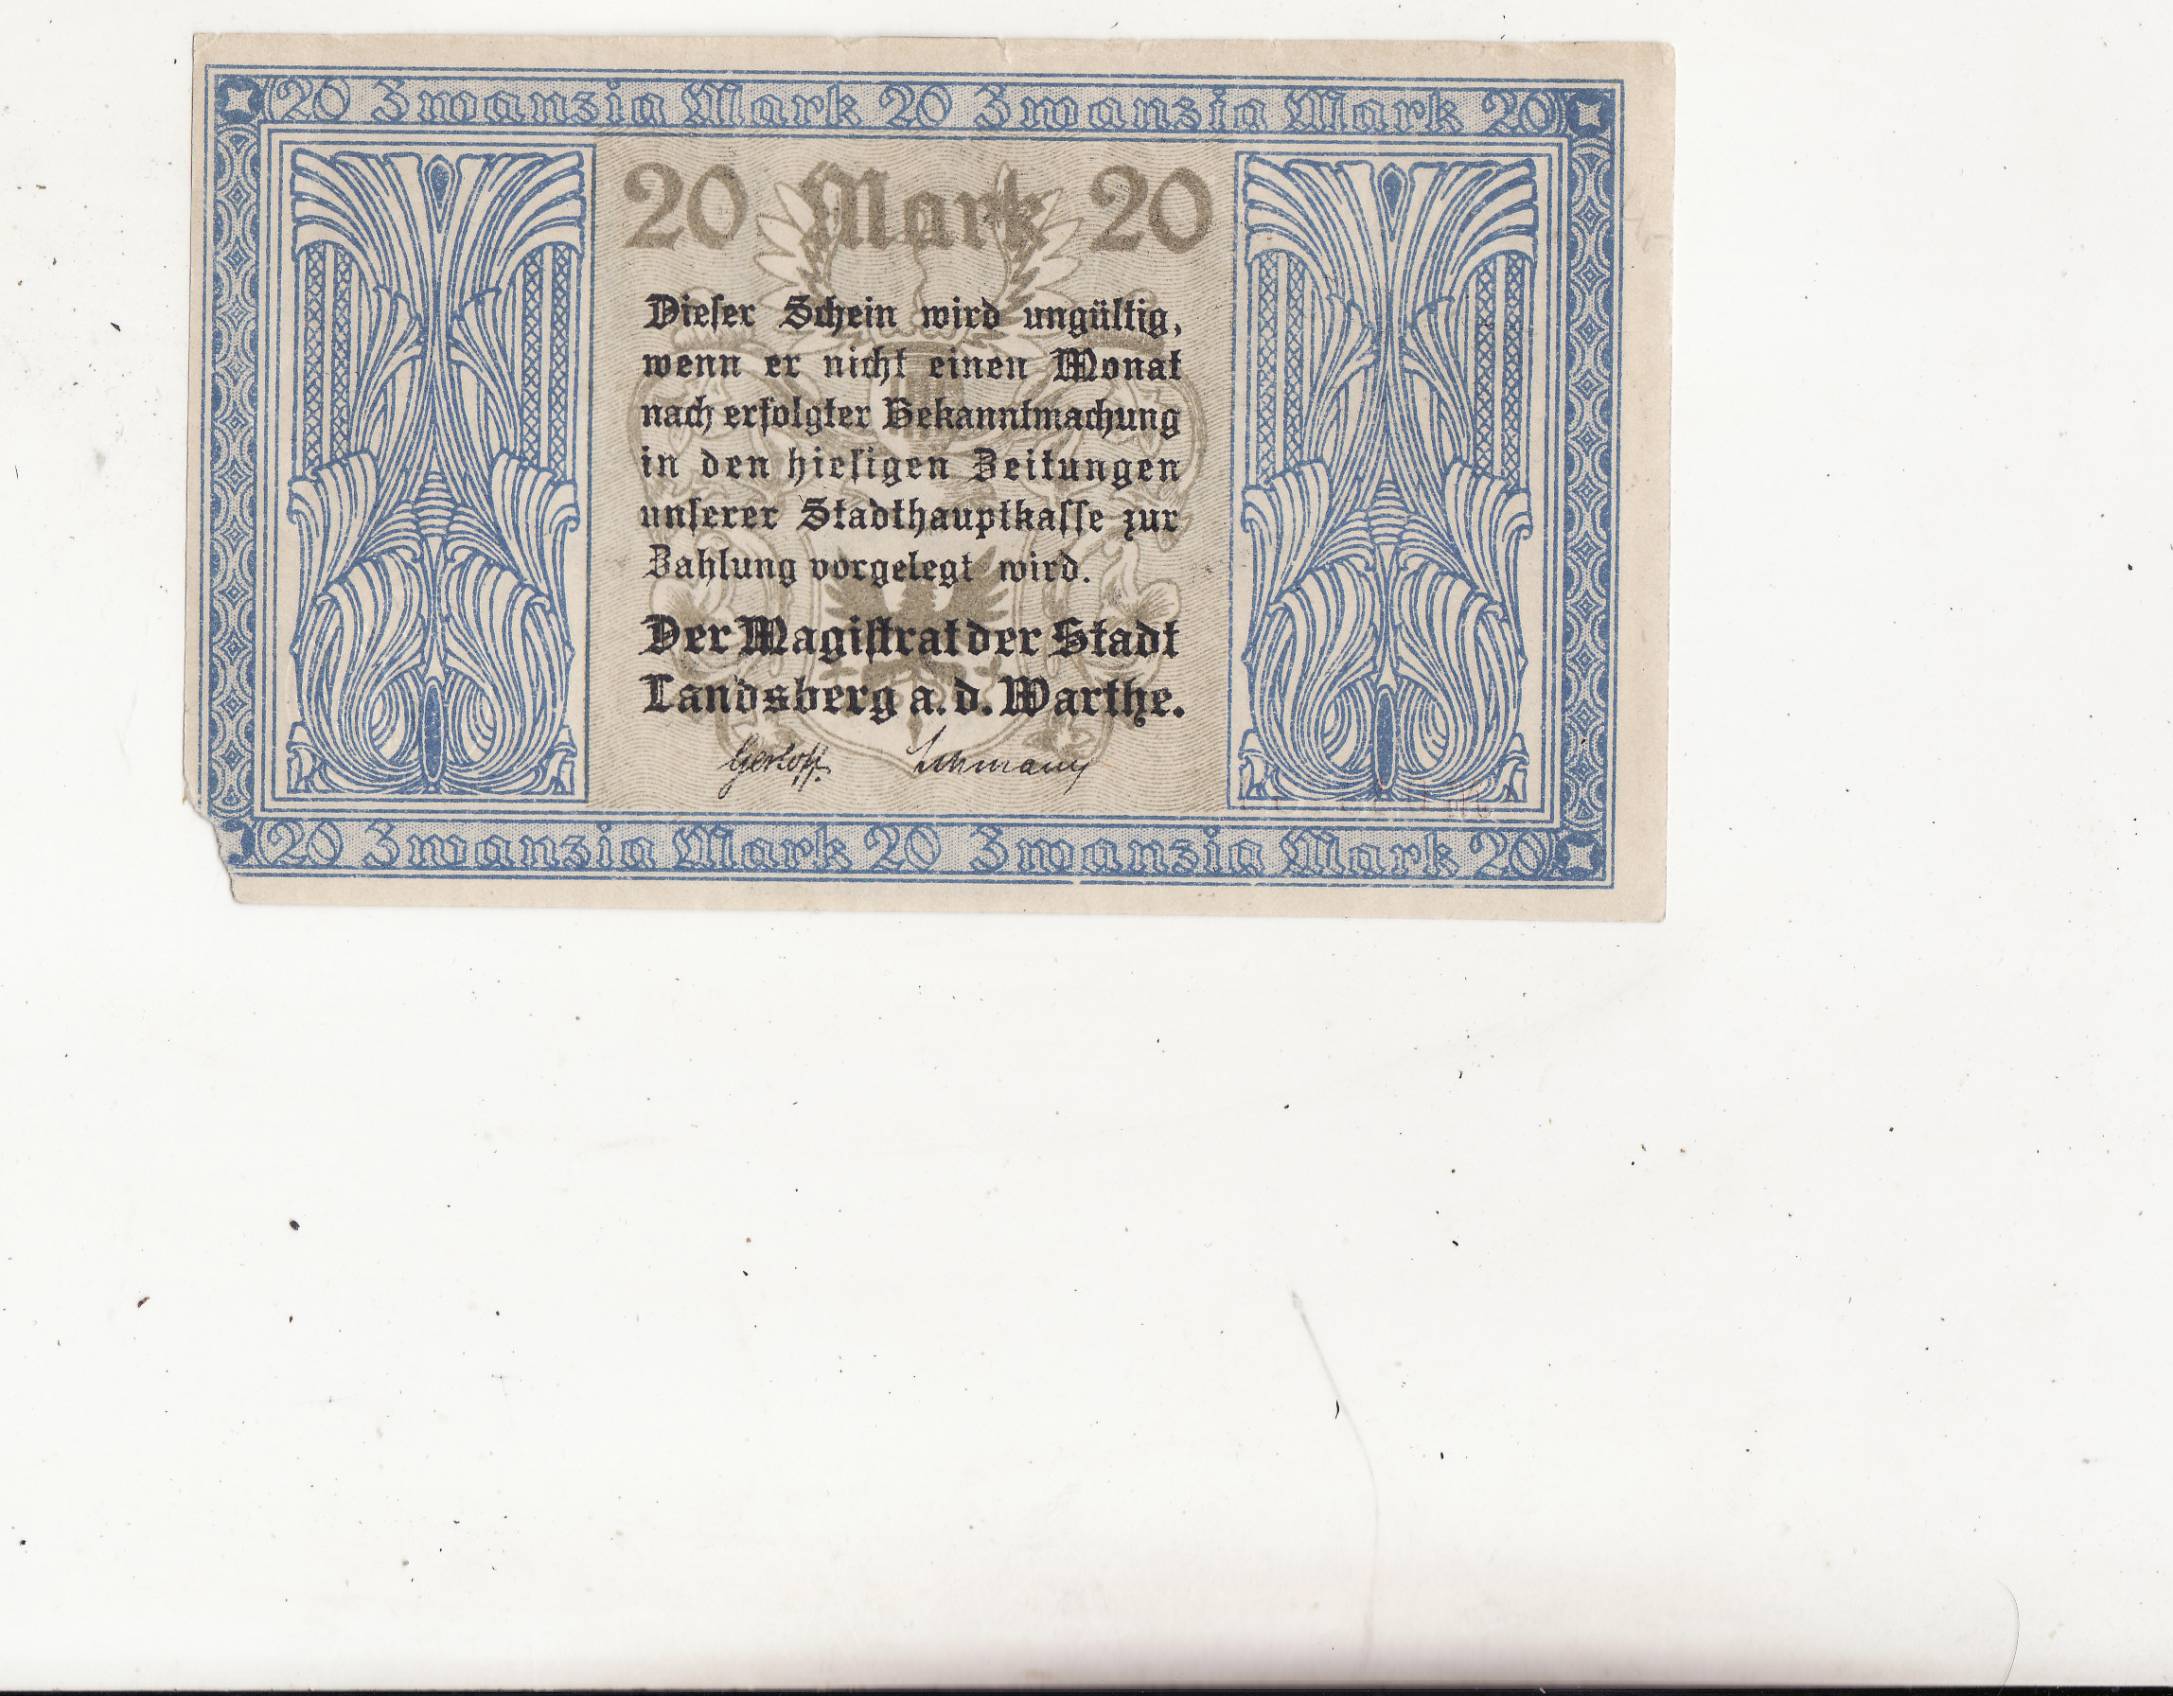 20 Zwanzig Mark 20 Zwanzig Mark 20
20 Mark 20
Dieser Schein wird ungültig,
wenn er nicht einen Monat
nach erfolgter Bekanntmachung
in den hiesigen Zeitungen
unserer Stadthauptkasse zur
Zahlung vorgelegt wird.
Der Magistrat der Stadt
Landsberg a. d. Warthe.
Gerloff. Lehmann
20 Zwanzig Mark 20 Zwanzig Mark 20